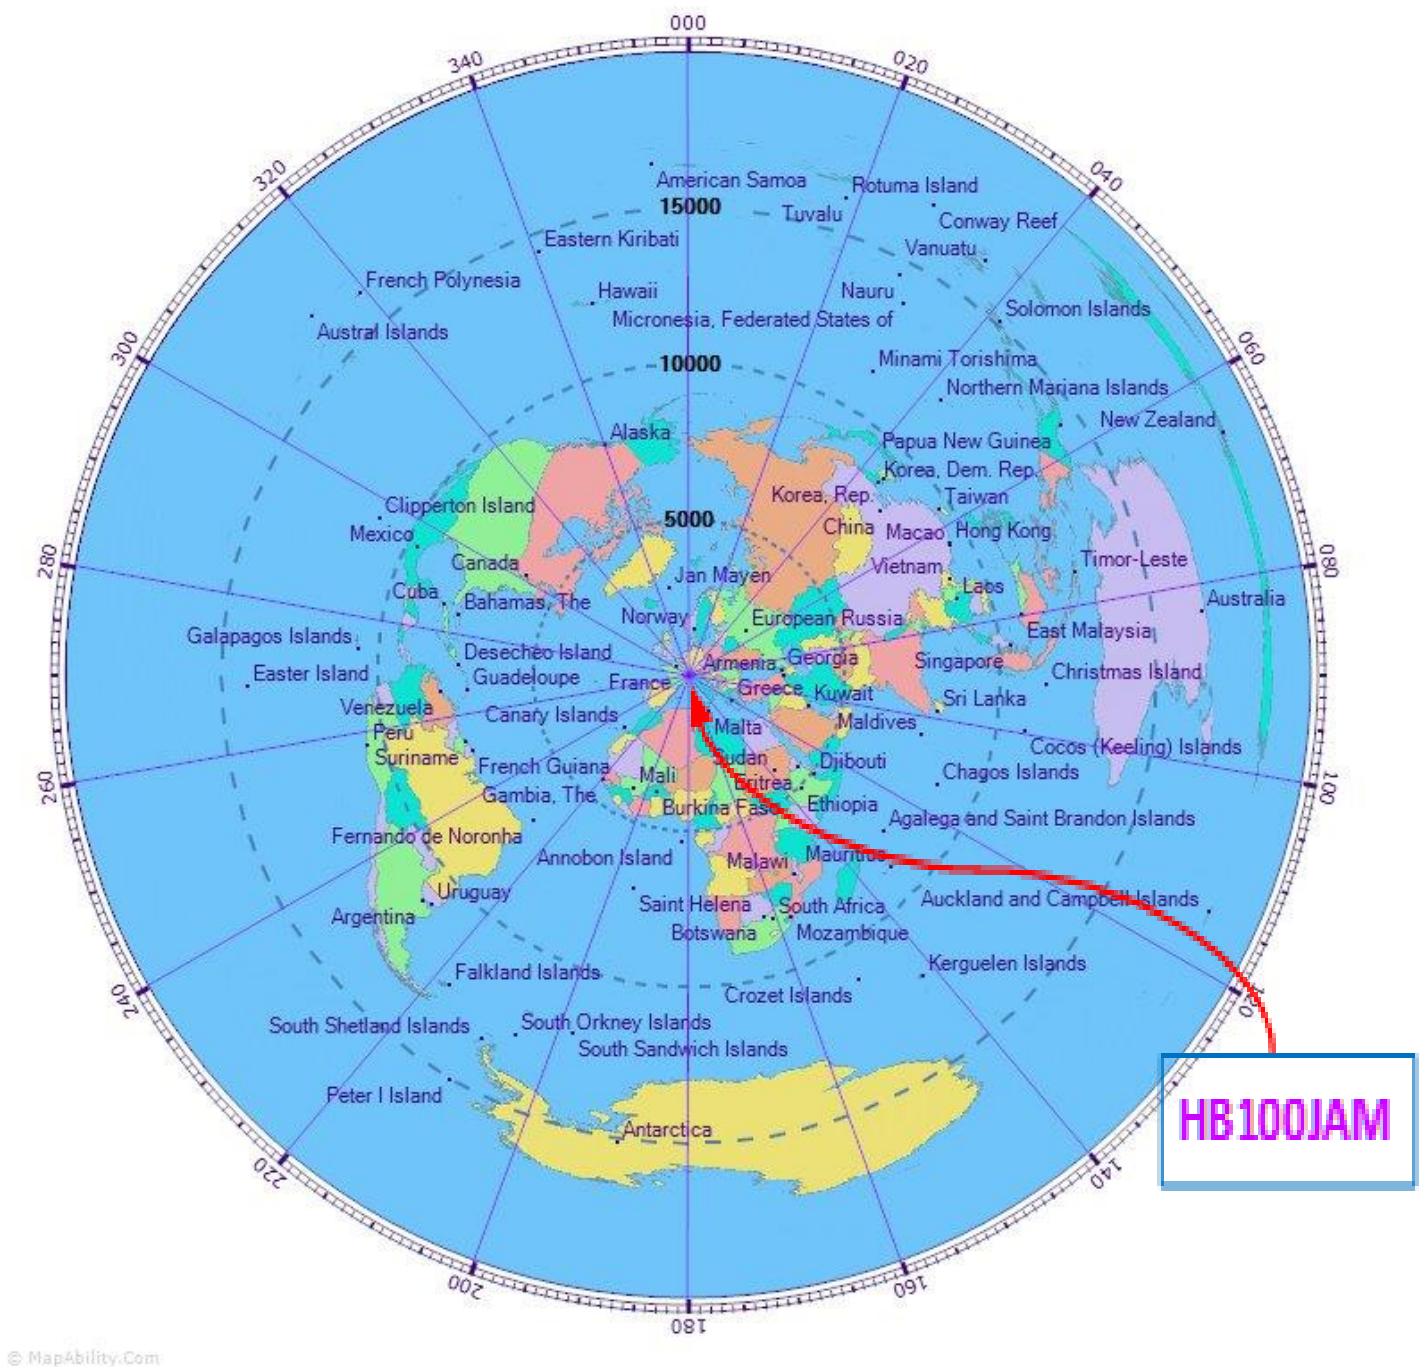 000
340
020
320
040
American Samoa
Rotuma Island
15000
Tuvalu
Conway Reef
Eastern Kiribati
Vanuatu
French Polynesia
Hawaii
Nauru
Solomon Islands
Micronesia, Federated States of
Austral Islands
300
060
10000
Minami Torishima
Northern Mariana Islands
New Zealand
Alaska
Papua New Guinea
Korea, Dem. Rep.
Korea, Rep.
Taiwan
Clipperton Island
5000
China
Macao
Hong Kong
Mexico
280
080
Canada
Jan Mayen
Vietnam
Timor-Leste
Laos
Cuba
Bahamas, The
Norway
European Russia
Australia
East Malaysia
Galapagos Islands
Desecheo Island
Armenia
Georgia
Singapore
Easter Island
Guadeloupe
France
Greece
Kuwait
Christmas Island
Sri Lanka
Venezuela
Canary Islands
Malta
Maldives
Peru
Cocos (Keeling) Islands
Suriname
French Guiana
Mali
Sudan
Djibouti
Chagos Islands
260
100
Eritrea
Gambia, The
Burkina Faso
Ethiopia
Agalega and Saint Brandon Islands
Fernando de Noronha
Annobon Island
Malawi
Mauritius
Uruguay
Saint Helena
South Africa
Auckland and Campbell Islands
Argentina
Botswana
Mozambique
Falkland Islands
Kerguelen Islands
240
120
Crozet Islands
South Shetland Islands
South Orkney Islands
South Sandwich Islands
Peter I Island
HB100JAM
Antarctica
220
140
200
160
180
© MapAbility.Com